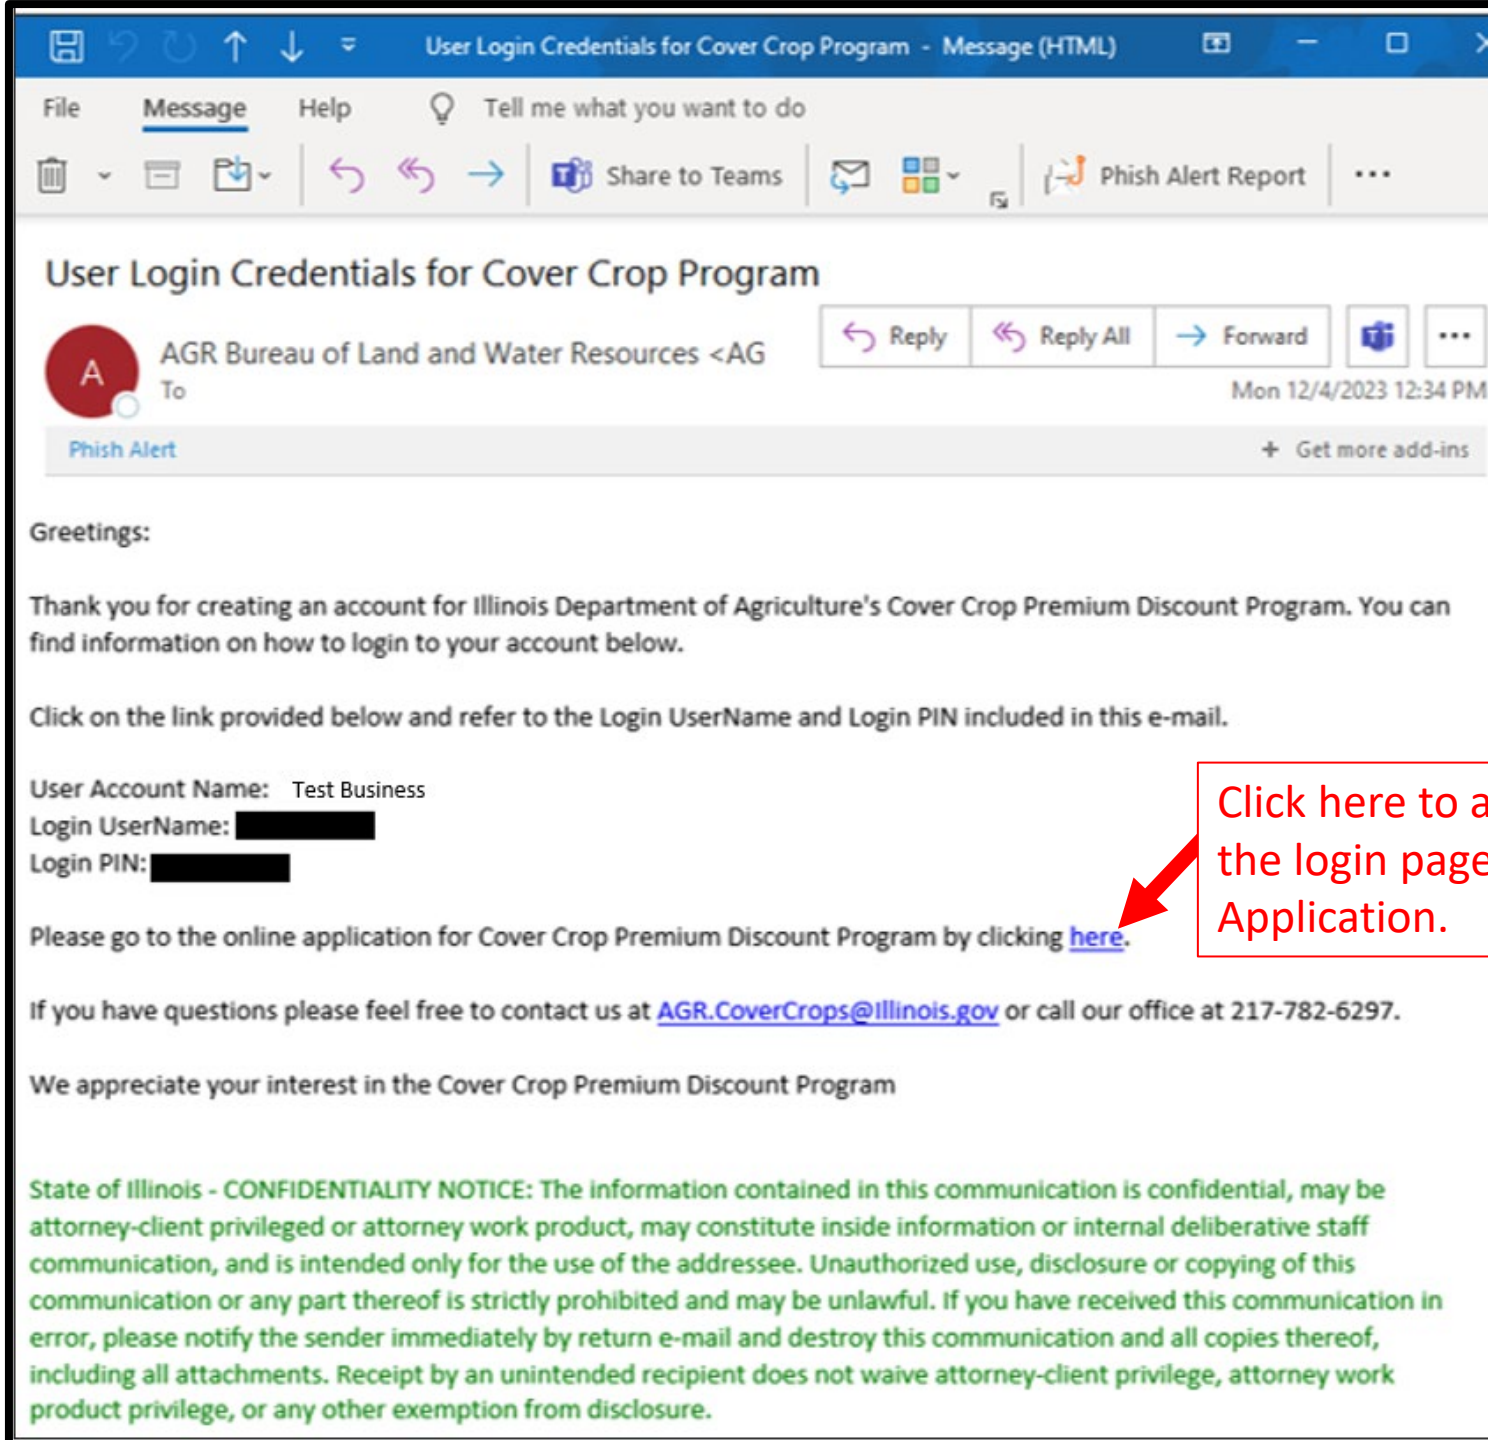 User Login Credentials for Cover Crop Program - Message (HTML)
File Message Help Tell me what you want to do
Share to Teams Phish Alert Report ...
User Login Credentials for Cover Crop Program
A
AGR Bureau of Land and Water Resources <AG
To
Reply Reply All Forward ...
Mon 12/4/2023 12:34 PM
Phish Alert + Get more add-ins
Greetings:
Thank you for creating an account for Illinois Department of Agriculture's Cover Crop Premium Discount Program. You can
find information on how to login to your account below.
Click on the link provided below and refer to the Login UserName and Login PIN included in this e-mail.
User Account Name: Test Business
Login UserName:
Login PIN:
Click here to a
the login page
Application.
Please go to the online application for Cover Crop Premium Discount Program by clicking here.
If you have questions please feel free to contact us at AGR.CoverCrops@Illinois.gov or call our office at 217-782-6297.
We appreciate your interest in the Cover Crop Premium Discount Program
State of Illinois - CONFIDENTIALITY NOTICE: The information contained in this communication is confidential, may be
attorney-client privileged or attorney work product, may constitute inside information or internal deliberative staff
communication, and is intended only for the use of the addressee. Unauthorized use, disclosure or copying of this
communication or any part thereof is strictly prohibited and may be unlawful. If you have received this communication in
error, please notify the sender immediately by return e-mail and destroy this communication and all copies thereof,
including all attachments. Receipt by an unintended recipient does not waive attorney-client privilege, attorney work
product privilege, or any other exemption from disclosure.